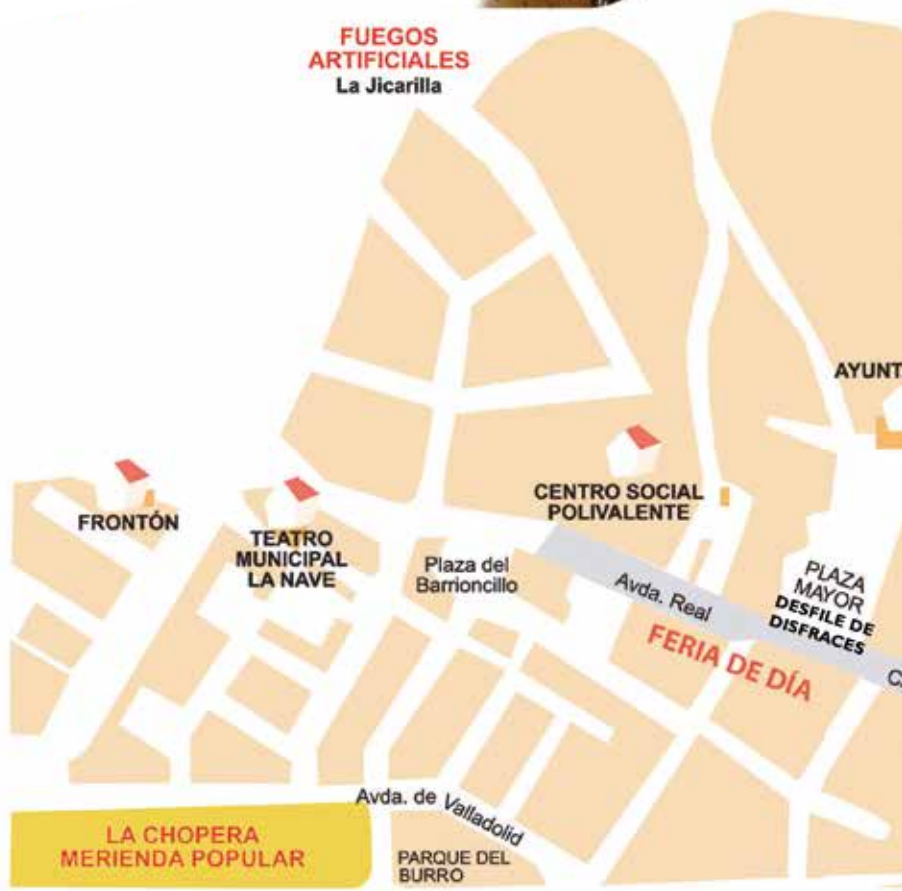 FUEGOS
ARTIFICIALES
La Jicarilla
AYUNT
CENTRO SOCIAL
POLIVALENTE
FRONTÓN
TEATRO
MUNICIPAL
LA NAVE
Plaza del
Barrioncillo
Avda. Real
PLAZA
MAYOR
DESFILE DE
DISFRACES
FERIA DE DÍA
C
Avda. de Valladolid
LA CHOPERA
MERIENDA POPULAR
PARQUE DEL
BURRO